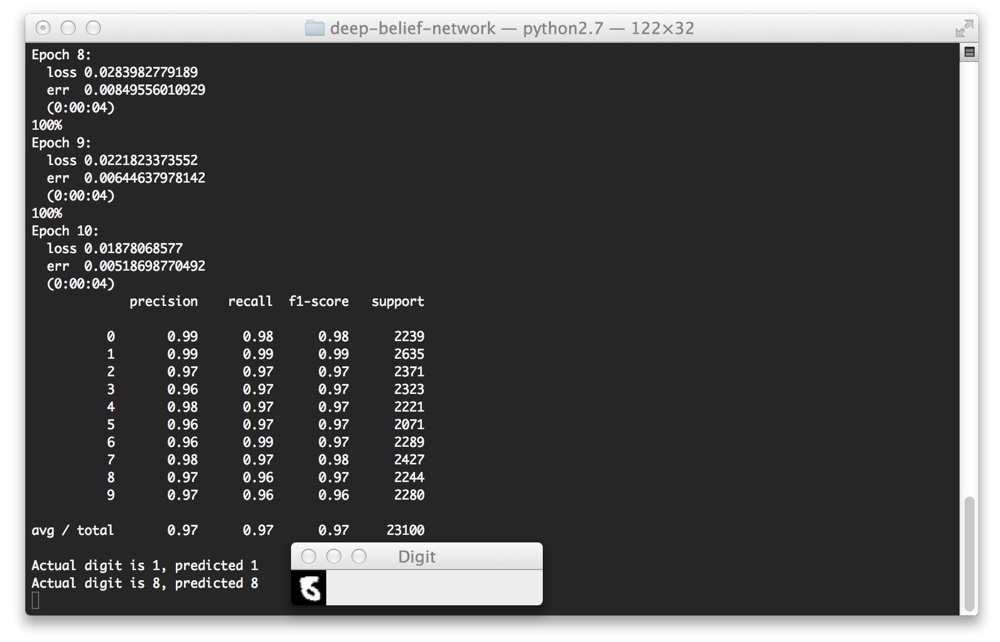 deep-belief-network — python2.7 — 122×32
Epoch 8:
loss 0.0283982779189
err 0.00849556010929
(0:00:04)
100%
Epoch 9:
loss 0.0221823373552
err 0.00644637978142
(0:00:04)
100%
Epoch 10:
loss 0.01878068577
err 0.00518698770492
(0:00:04)
precision recall f1-score support
0 0.99 0.98 0.98 2239
1 0.99 0.99 0.99 2635
2 0.97 0.97 0.97 2371
3 0.96 0.97 0.97 2323
4 0.98 0.97 0.97 2221
5 0.96 0.97 0.97 2071
6 0.96 0.99 0.97 2289
7 0.98 0.97 0.98 2427
8 0.97 0.96 0.97 2244
9 0.97 0.96 0.96 2280
avg / total 0.97 0.97 0.97 23100
Actual digit is 1, predicted 1
Actual digit is 8, predicted 8
Digit
8